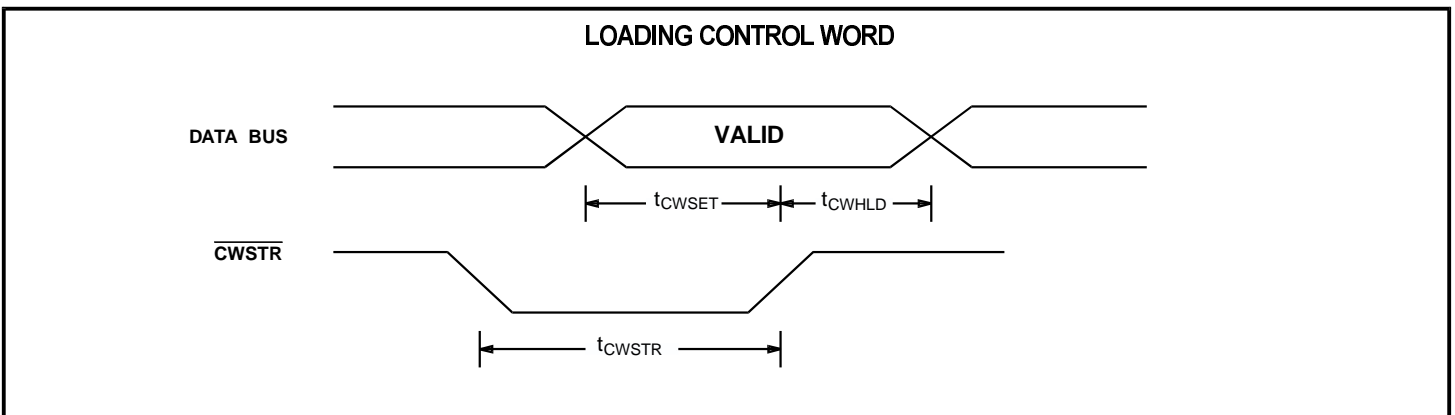 LOADING CONTROL WORD
DATA BUS
VALID
tCWSET
tCWHLD
CWSTR
tCWSTR